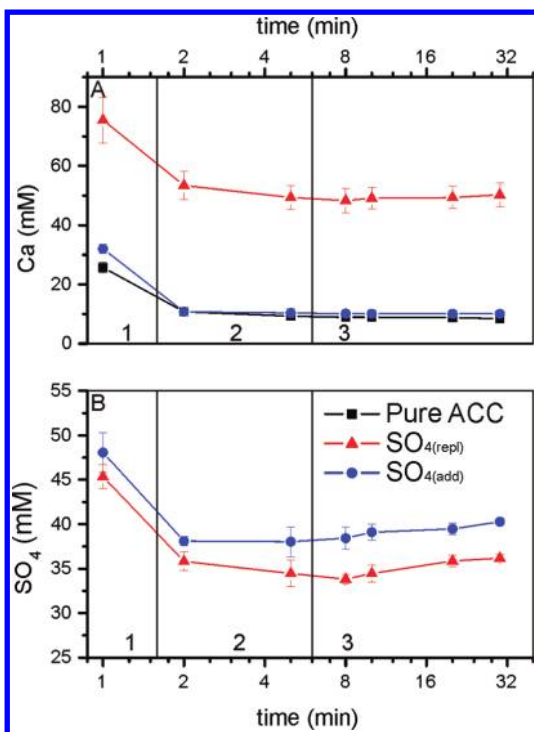 time (min)
1 2 4 8 16 32
A
80
60
40
20
0
Ca (mM)
1 2 3
B
55
50
45
40
35
30
25
SO₄ (mM)
Pure ACC
SO₄(repl)
SO₄(add)
1 2 3
1 2 4 8 16 32
time (min)